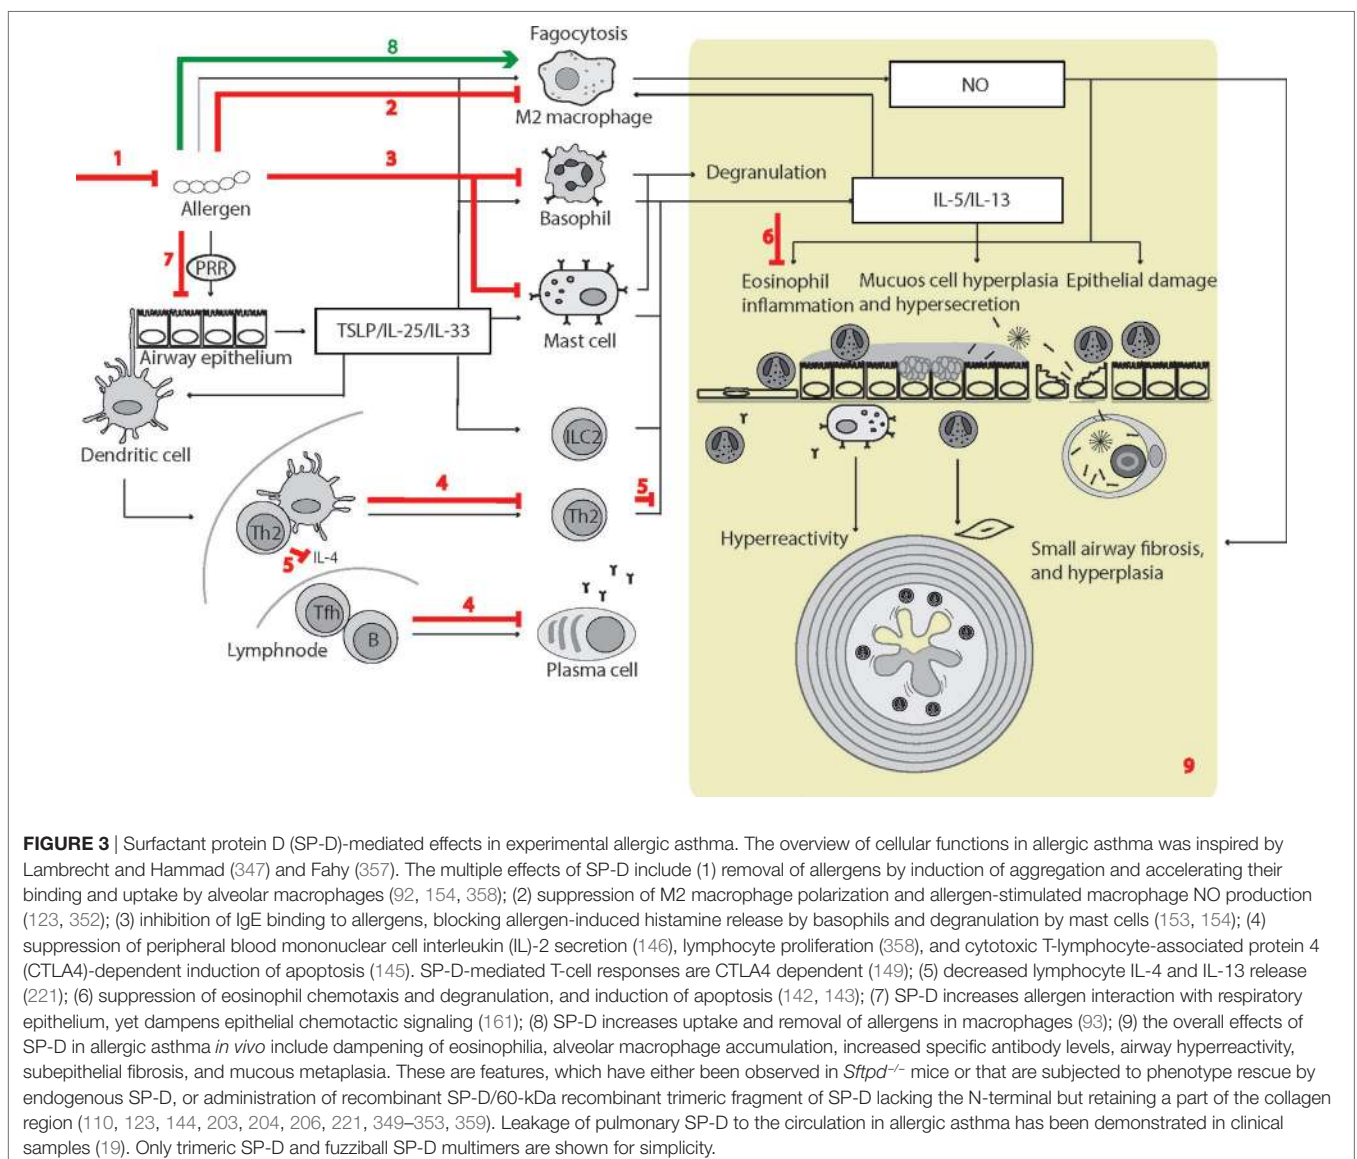 8
Fagocytosis
NO
2
M2 macrophage
1
3
Degranulation
Allergen
IL-5/IL-13
Basophil
6
7
PRR
Eosinophil
inflammation
Mucuos cell hyperplasia
and hypersecretion
Epithelial damage
TSLP/IL-25/IL-33
Mast cell
Airway epithelium
ILC2
Dendritic cell
4
5
Th2
Th2
5
IL-4
Hyperreactivity
Small airway fibrosis,
and hyperplasia
Tfh
4
B
Lymphnode
Plasma cell
9
FIGURE 3 | Surfactant protein D (SP-D)-mediated effects in experimental allergic asthma. The overview of cellular functions in allergic asthma was inspired by
Lambrecht and Hammad (347) and Fahy (357). The multiple effects of SP-D include (1) removal of allergens by induction of aggregation and accelerating their
binding and uptake by alveolar macrophages (92, 154, 358); (2) suppression of M2 macrophage polarization and allergen-stimulated macrophage NO production
(123, 352); (3) inhibition of IgE binding to allergens, blocking allergen-induced histamine release by basophils and degranulation by mast cells (153, 154); (4)
suppression of peripheral blood mononuclear cell interleukin (IL)-2 secretion (146), lymphocyte proliferation (358), and cytotoxic T-lymphocyte-associated protein 4
(CTLA4)-dependent induction of apoptosis (145). SP-D-mediated T-cell responses are CTLA4 dependent (149); (5) decreased lymphocyte IL-4 and IL-13 release
(221); (6) suppression of eosinophil chemotaxis and degranulation, and induction of apoptosis (142, 143); (7) SP-D increases allergen interaction with respiratory
epithelium, yet dampens epithelial chemotactic signaling (161); (8) SP-D increases uptake and removal of allergens in macrophages (93); (9) the overall effects of
SP-D in allergic asthma in vivo include dampening of eosinophilia, alveolar macrophage accumulation, increased specific antibody levels, airway hyperreactivity,
subepithelial fibrosis, and mucous metaplasia. These are features, which have either been observed in Sftpd−/− mice or that are subjected to phenotype rescue by
endogenous SP-D, or administration of recombinant SP-D/60-kDa recombinant trimeric fragment of SP-D lacking the N-terminal but retaining a part of the collagen
region (110, 123, 144, 203, 204, 206, 221, 349–353, 359). Leakage of pulmonary SP-D to the circulation in allergic asthma has been demonstrated in clinical
samples (19). Only trimeric SP-D and fuzziball SP-D multimers are shown for simplicity.